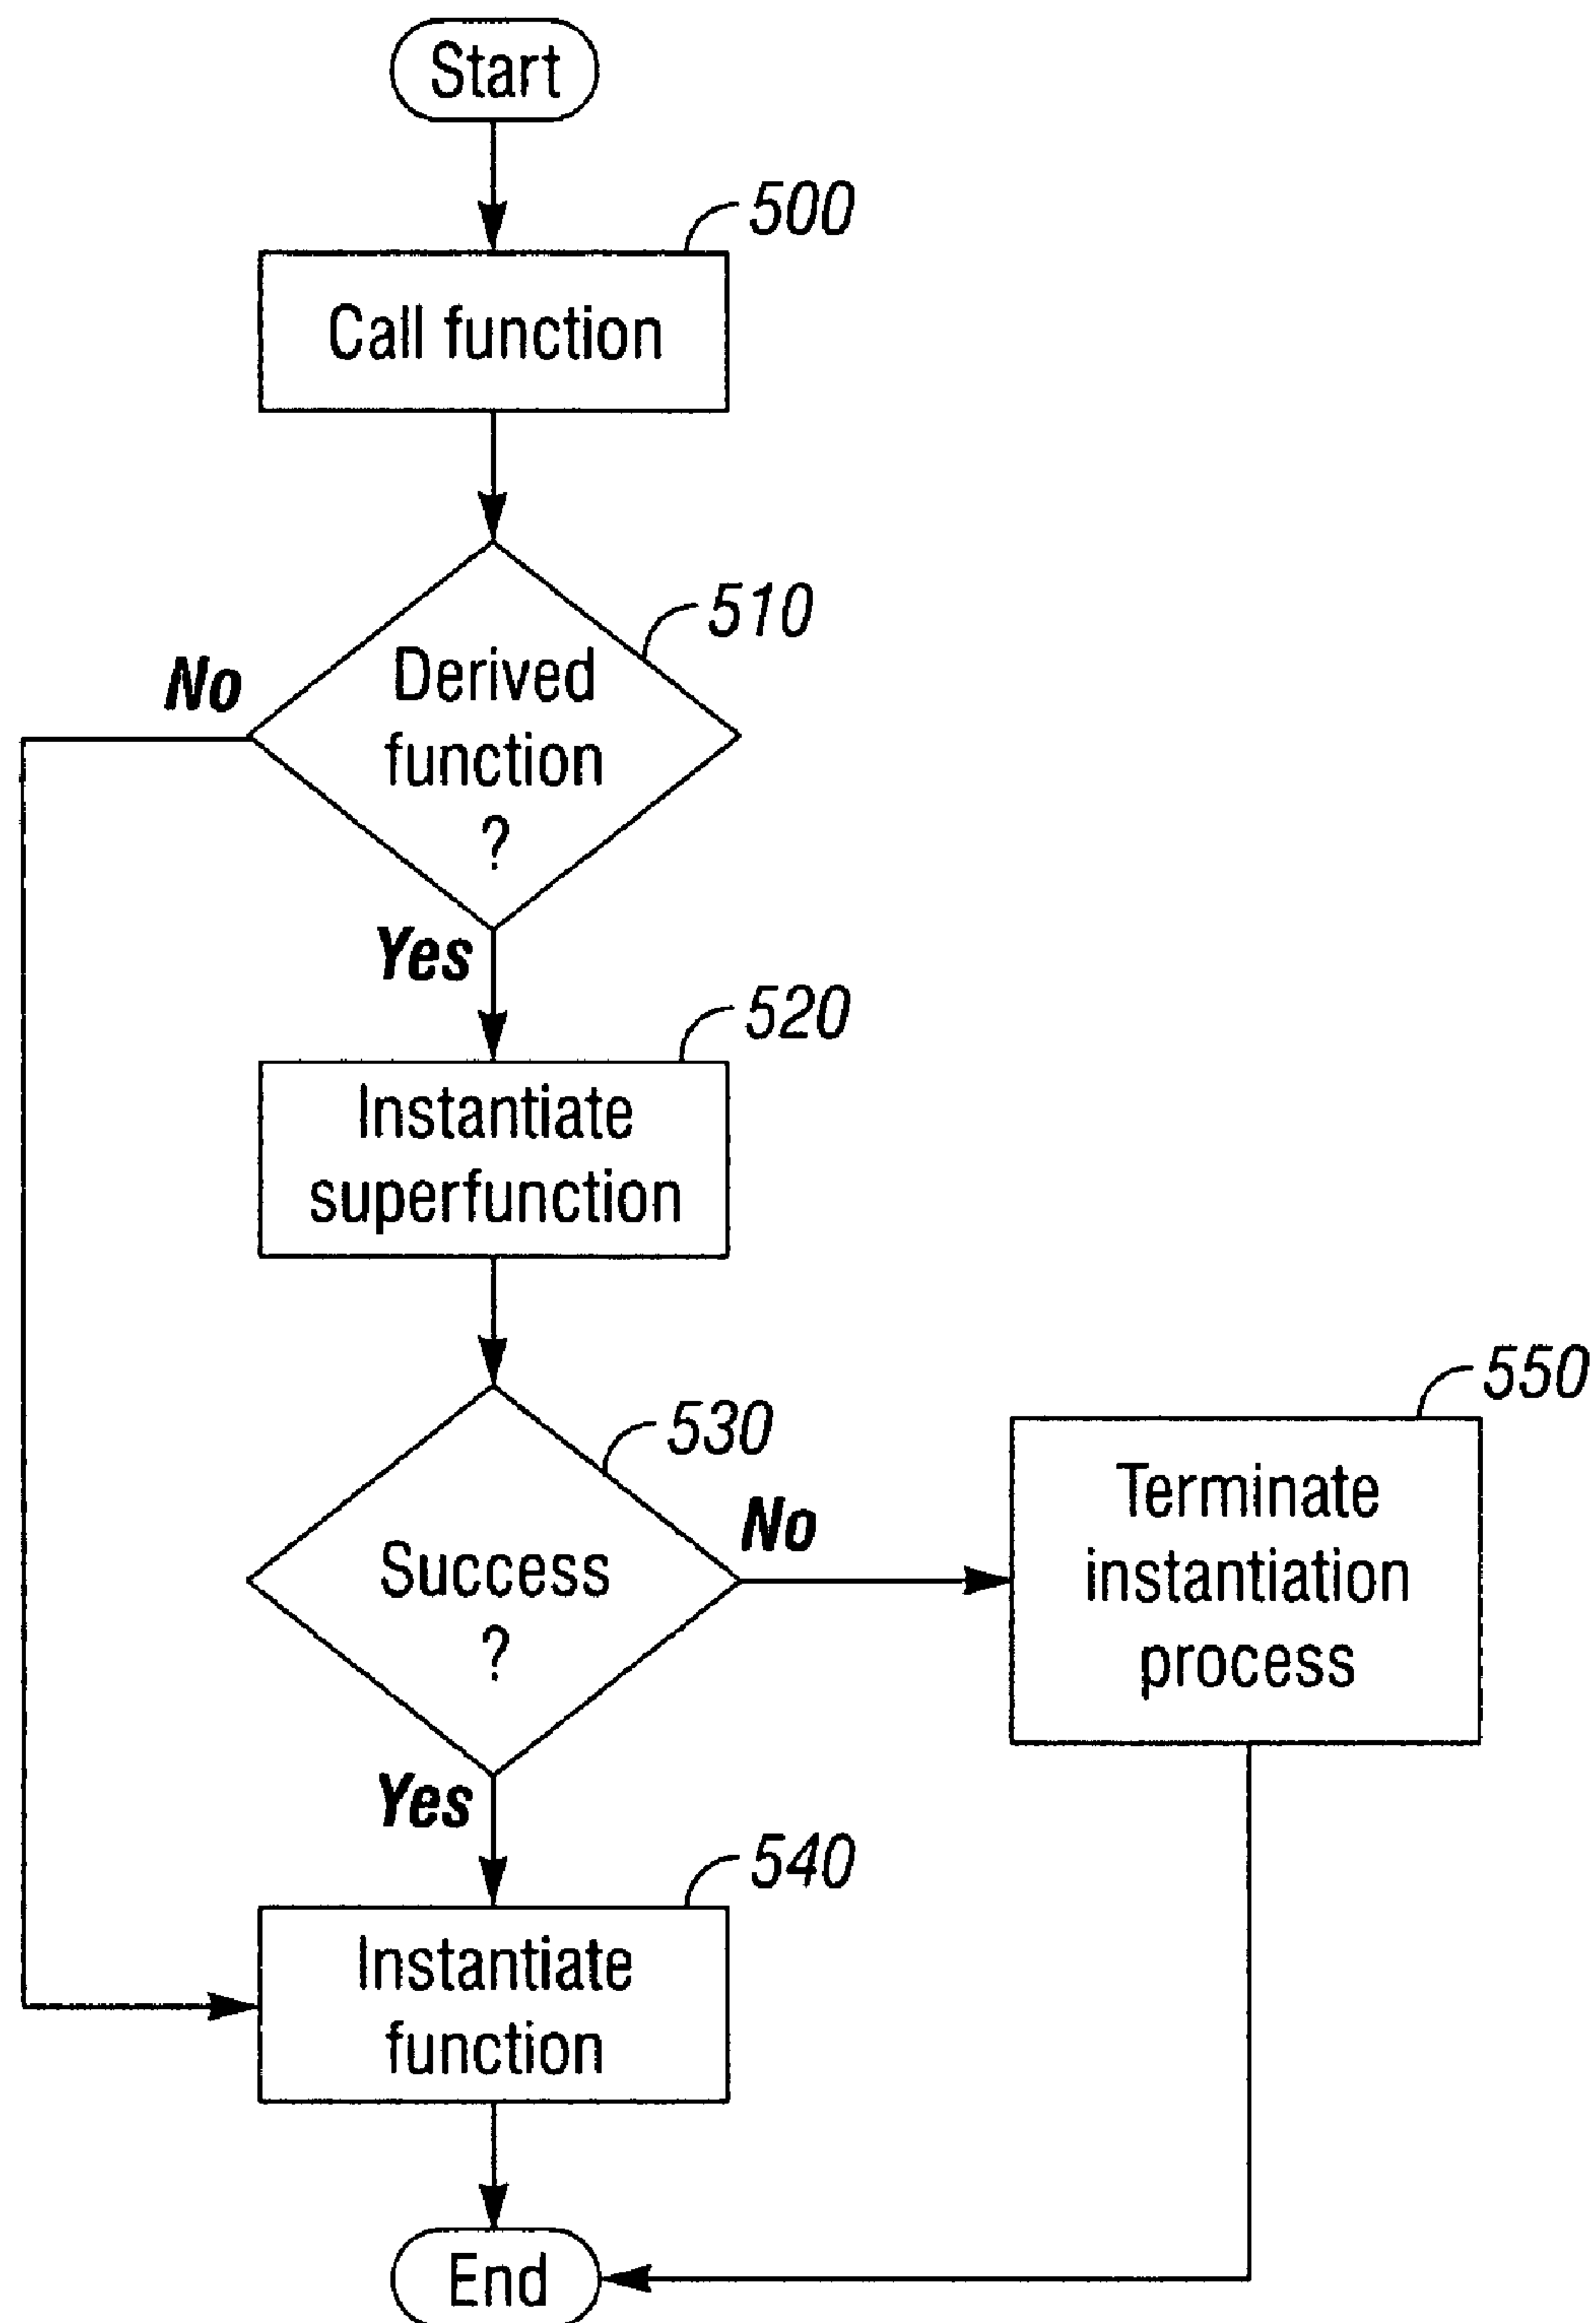 Start
500
Call function
510
No
Derived
function
?
Yes
520
Instantiate
superfunction
530
Success
?
No
550
Terminate
instantiation
process
Yes
540
Instantiate
function
End